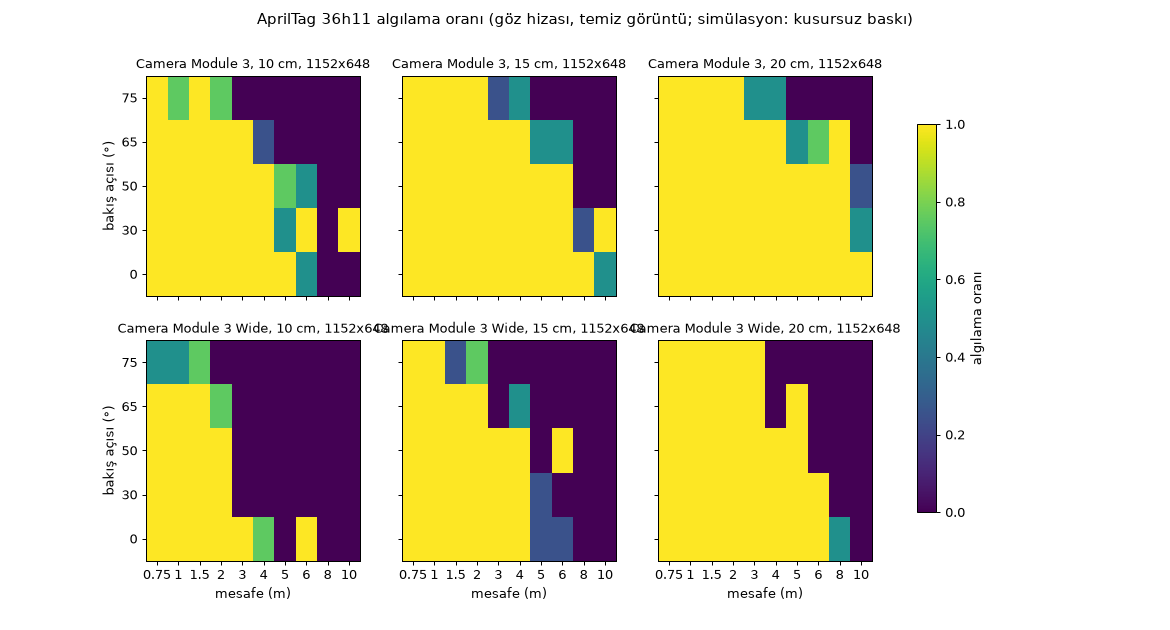 AprilTag 36h11 algılama oranı (göz hizası, temiz görüntü; simülasyon: kusursuz baskı)
Camera Module 3, 10 cm, 1152x648
Camera Module 3, 15 cm, 1152x648
Camera Module 3, 20 cm, 1152x648
bakış açısı (°)
75
65
50
30
0
Camera Module 3 Wide, 10 cm, 1152x648
Camera Module 3 Wide, 15 cm, 1152x648
Camera Module 3 Wide, 20 cm, 1152x648
bakış açısı (°)
75
65
50
30
0
0.75 1 1.5 2 3 4 5 6 8 10
mesafe (m)
0.75 1 1.5 2 3 4 5 6 8 10
mesafe (m)
0.75 1 1.5 2 3 4 5 6 8 10
mesafe (m)
1.0
0.8
0.6
0.4
0.2
0.0
algılama oranı